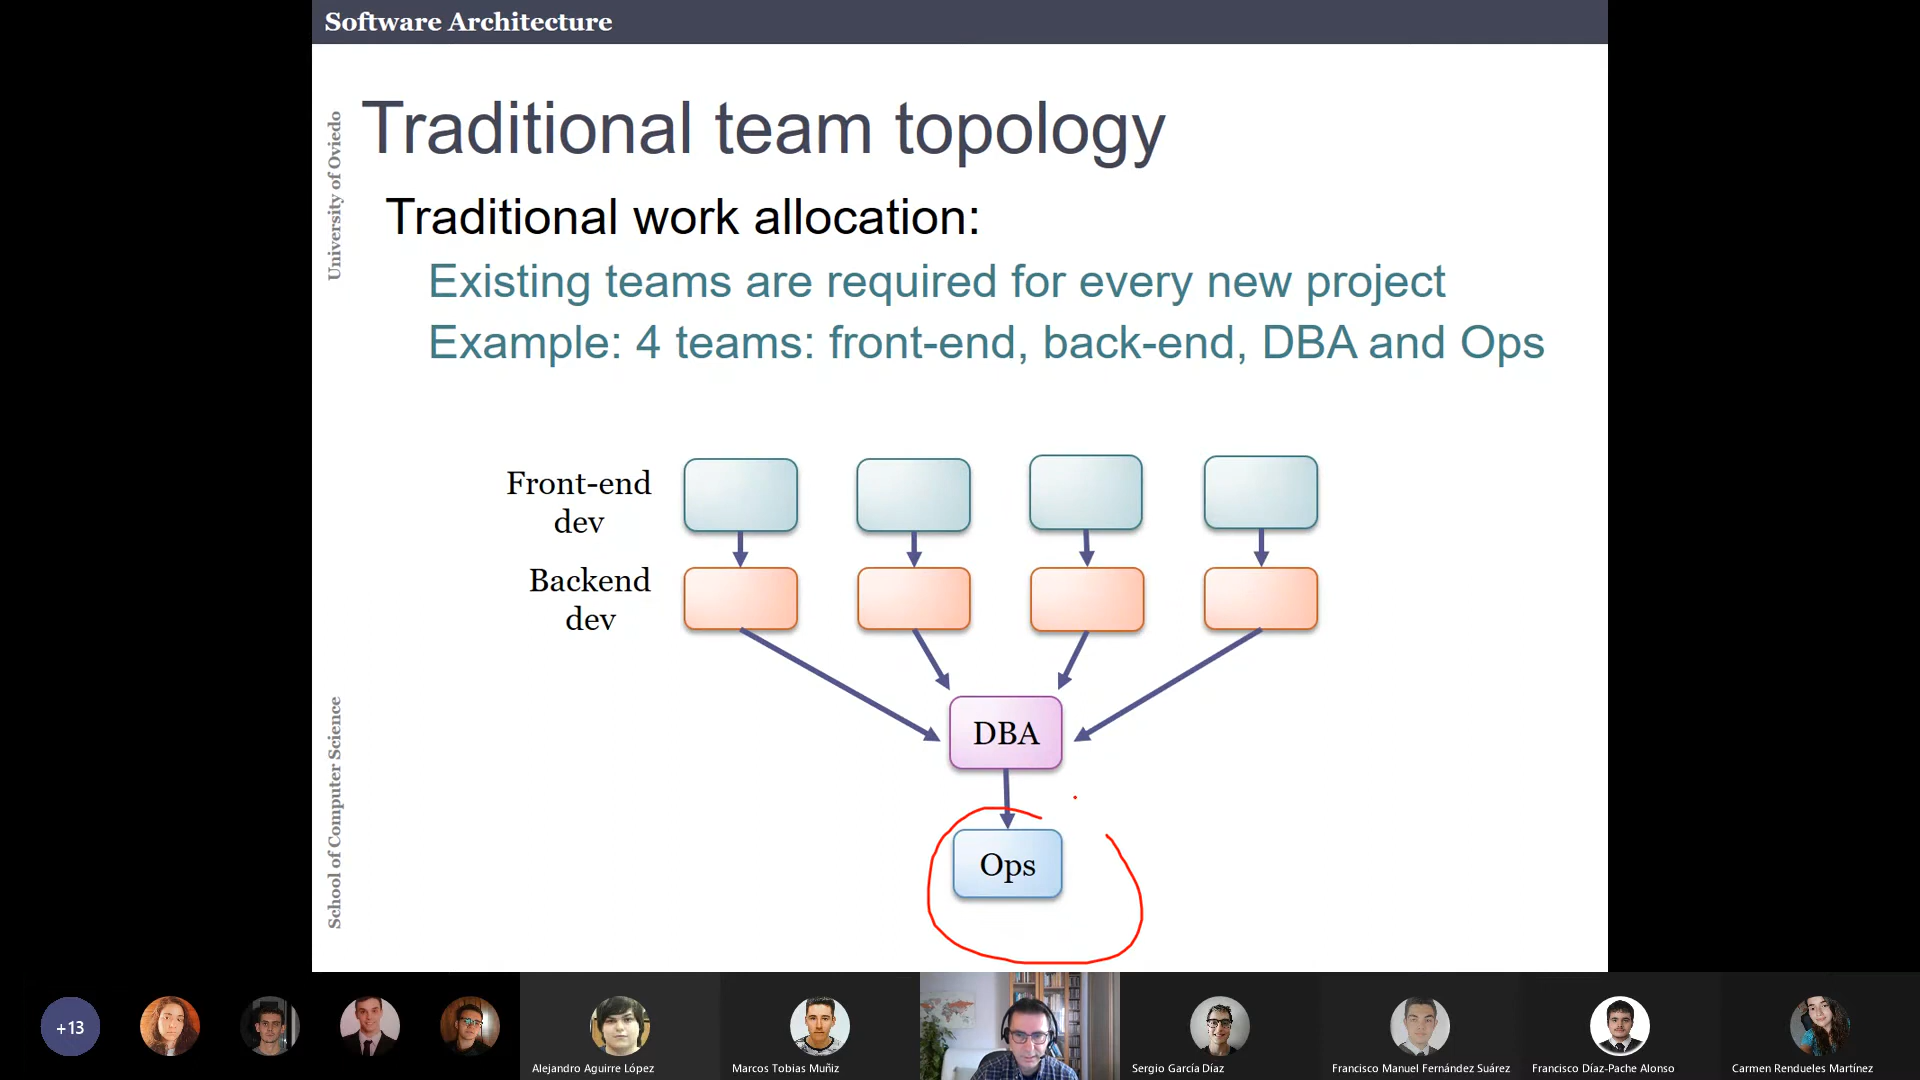 Software Architecture
University of Oviedo
School of Computer Science
Traditional team topology
Traditional work allocation:
Existing teams are required for every new project
Example: 4 teams: front-end, back-end, DBA and Ops
Front-end
dev
Backend
dev
DBA
Ops
+13
Alejandro Aguirre López
Marcos Tobias Muñiz
Sergio García Díaz
Francisco Manuel Fernández Suárez
Francisco Díaz-Pache Alonso
Carmen Rendueles Martínez